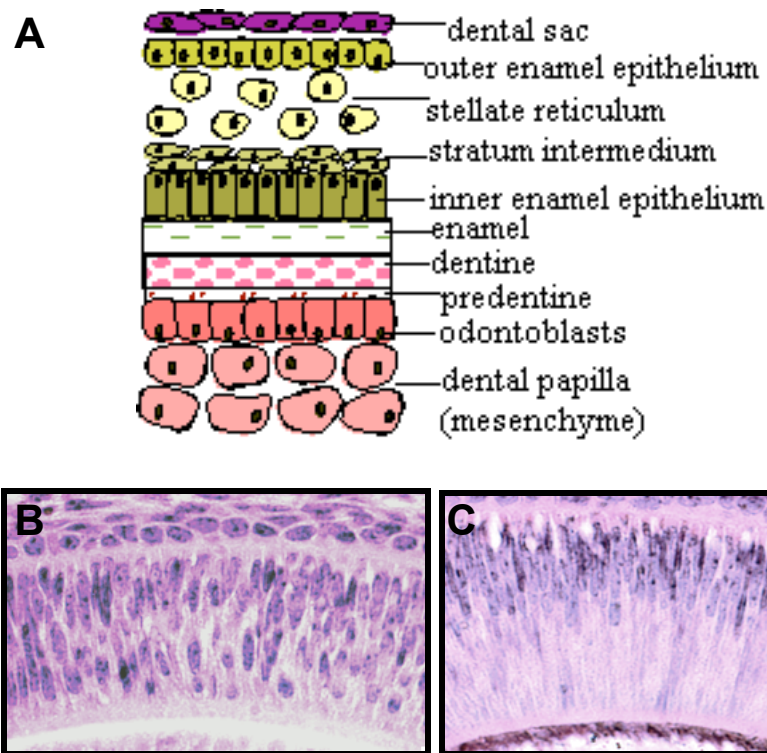 A
dental sac
outer enamel epithelium
stellate reticulum
stratum intermedium
inner enamel epithelium
enamel
dentine
predentine
odontoblasts
dental papilla
(mesenchyme)
B
C